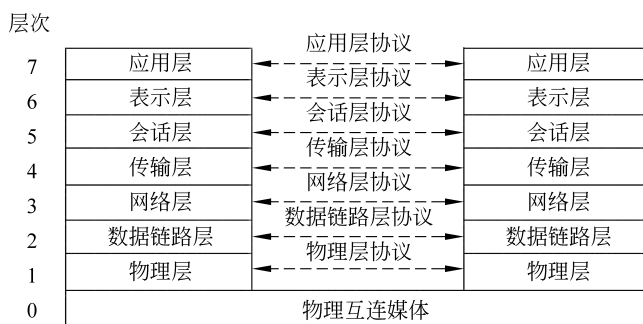 层次
应用层协议
7 应用层 应用层
表示层协议
6 表示层 表示层
会话层协议
5 会话层 会话层
传输层协议
4 传输层 传输层
网络层协议
3 网络层 网络层
数据链路层协议
2 数据链路层 数据链路层
物理层协议
1 物理层 物理层
0 物理互连媒体